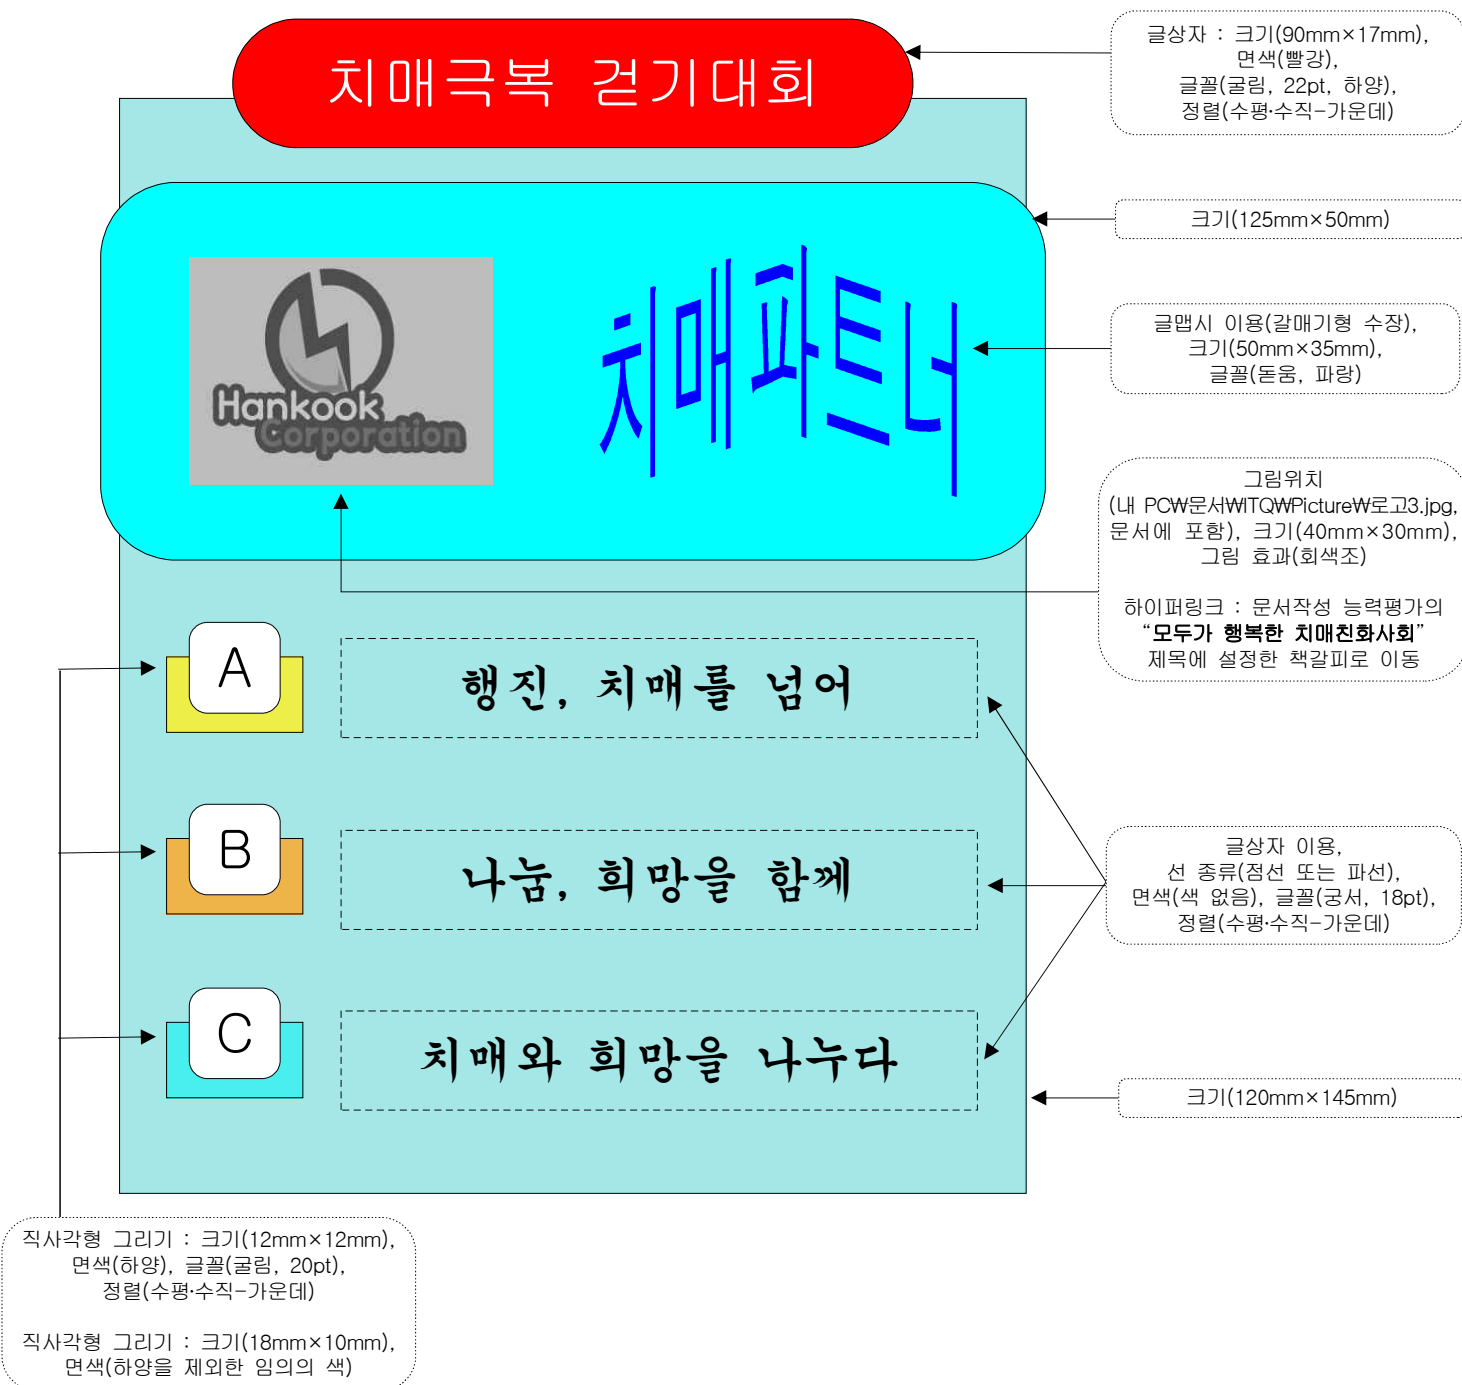 치매극복 걷기대회
글상자 : 크기(90mm×17mm),
면색(빨강),
글꼴(굴림, 22pt, 하양),
정렬(수평·수직-가운데)
크기(125mm×50mm)
Hankook
Corporation
치매파트너
글맵시 이용(갈매기형 수장),
크기(50mm×35mm),
글꼴(돋움, 파랑)
그림위치
(내 PC₩문서₩ITQ₩Picture₩로고3.jpg,
문서에 포함), 크기(40mm×30mm),
그림 효과(회색조)
하이퍼링크 : 문서작성 능력평가의
“모두가 행복한 치매친화사회”
제목에 설정한 책갈피로 이동
A
행진, 치매를 넘어
B
나눔, 희망을 함께
글상자 이용,
선 종류(점선 또는 파선),
면색(색 없음), 글꼴(궁서, 18pt),
정렬(수평·수직-가운데)
C
치매와 희망을 나누다
크기(120mm×145mm)
직사각형 그리기 : 크기(12mm×12mm),
면색(하양), 글꼴(굴림, 20pt),
정렬(수평·수직-가운데)
직사각형 그리기 : 크기(18mm×10mm),
면색(하양을 제외한 임의의 색)